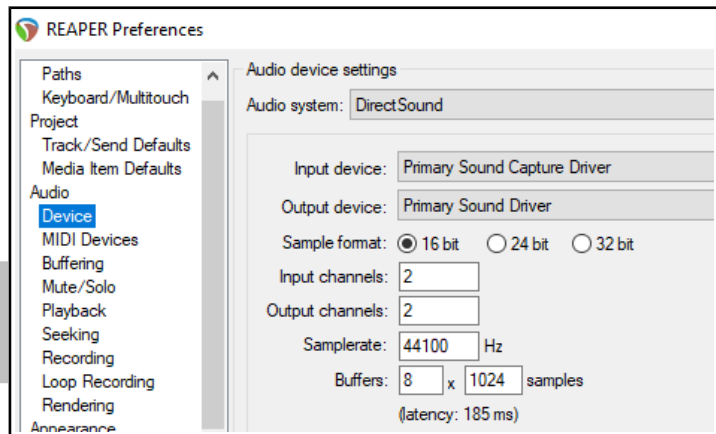 REAPER Preferences
Paths
Keyboard/Multitouch
Project
Track/Send Defaults
Media Item Defaults
Audio
Device
MIDI Devices
Buffering
Mute/Solo
Playback
Seeking
Recording
Loop Recording
Rendering
Appearance
Audio device settings
Audio system: DirectSound
Input device: Primary Sound Capture Driver
Output device: Primary Sound Driver
Sample format: 16 bit 24 bit 32 bit
Input channels: 2
Output channels: 2
Samplerate: 44100 Hz
Buffers: 8 x 1024 samples
(latency: 185 ms)